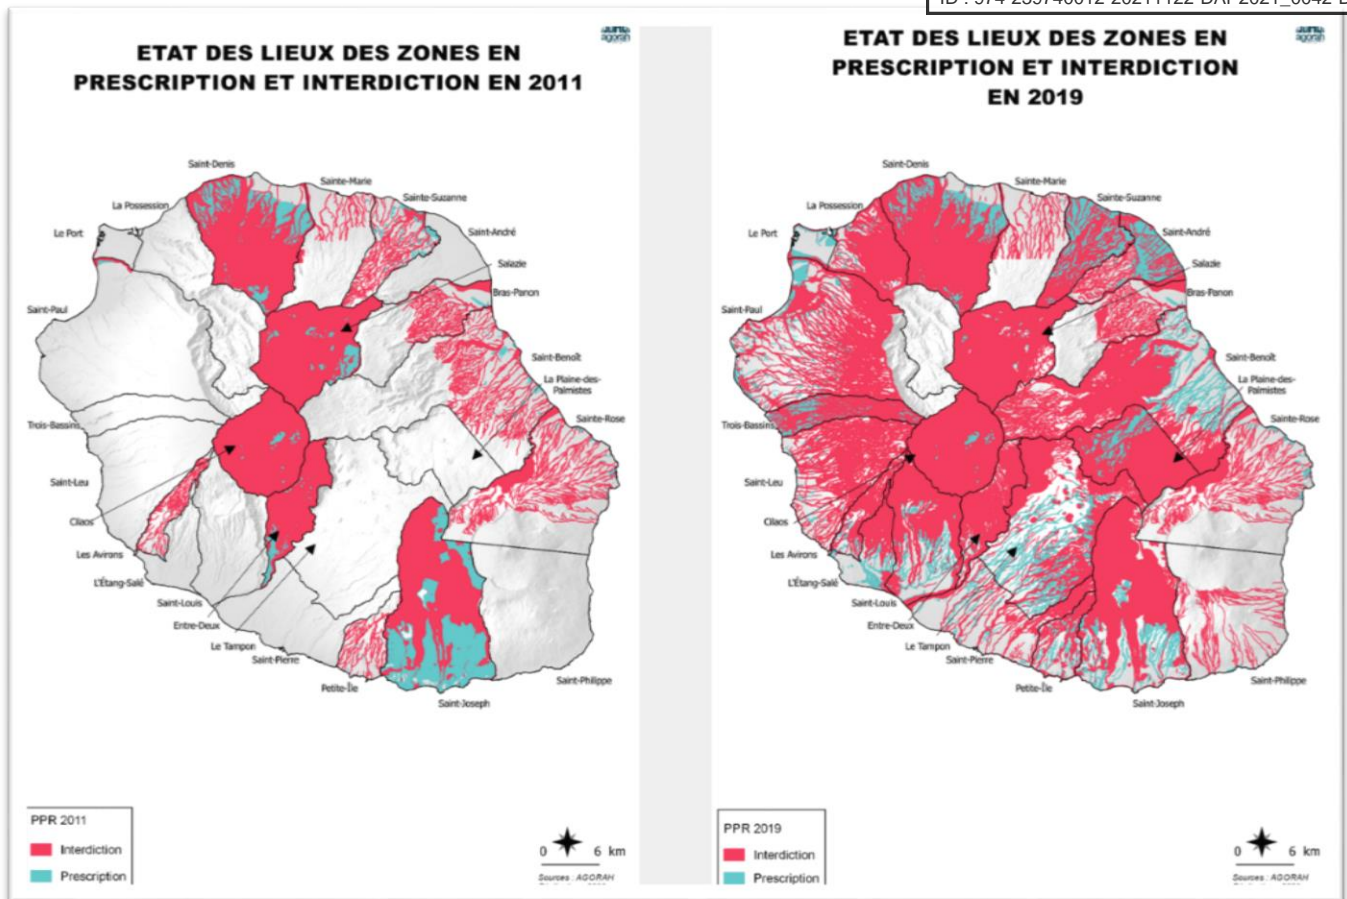 ETAT DES LIEUX DES ZONES EN
PRESCRIPTION ET INTERDICTION EN 2011
agorah
Saint-Denis
Sainte-Marie
Sainte-Suzanne
La Possession
Saint-André
Le Port
Salazie
Bras-Panon
Saint-Paul
Saint-Benoît
La Plaine-des-
Palmistes
Sainte-Rose
Trois-Bassins
Saint-Leu
Cilaos
Les Avirons
L'Étang-Salé
Saint-Louis
Entre-Deux
Le Tampon
Saint-Pierre
Petite-Île
Saint-Philippe
Saint-Joseph
PPR 2011
Interdiction
Prescription
0 6 km
Sources : AGORAH
ETAT DES LIEUX DES ZONES EN
PRESCRIPTION ET INTERDICTION
EN 2019
agorah
Saint-Denis
Sainte-Marie
Sainte-Suzanne
La Possession
Saint-André
Le Port
Salazie
Bras-Panon
Saint-Paul
Saint-Benoît
La Plaine-des-
Palmistes
Sainte-Rose
Trois-Bassins
Saint-Leu
Cilaos
Les Avirons
L'Étang-Salé
Saint-Louis
Entre-Deux
Le Tampon
Saint-Pierre
Petite-Île
Saint-Philippe
Saint-Joseph
PPR 2019
Interdiction
Prescription
0 6 km
Sources : AGORAH